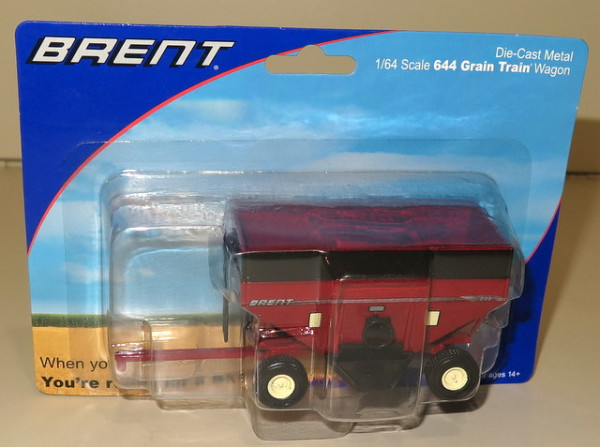 BRENT®
Die-Cast Metal
1/64 Scale 644 Grain Train® Wagon
BRENT
When yo
You're
ages 14+